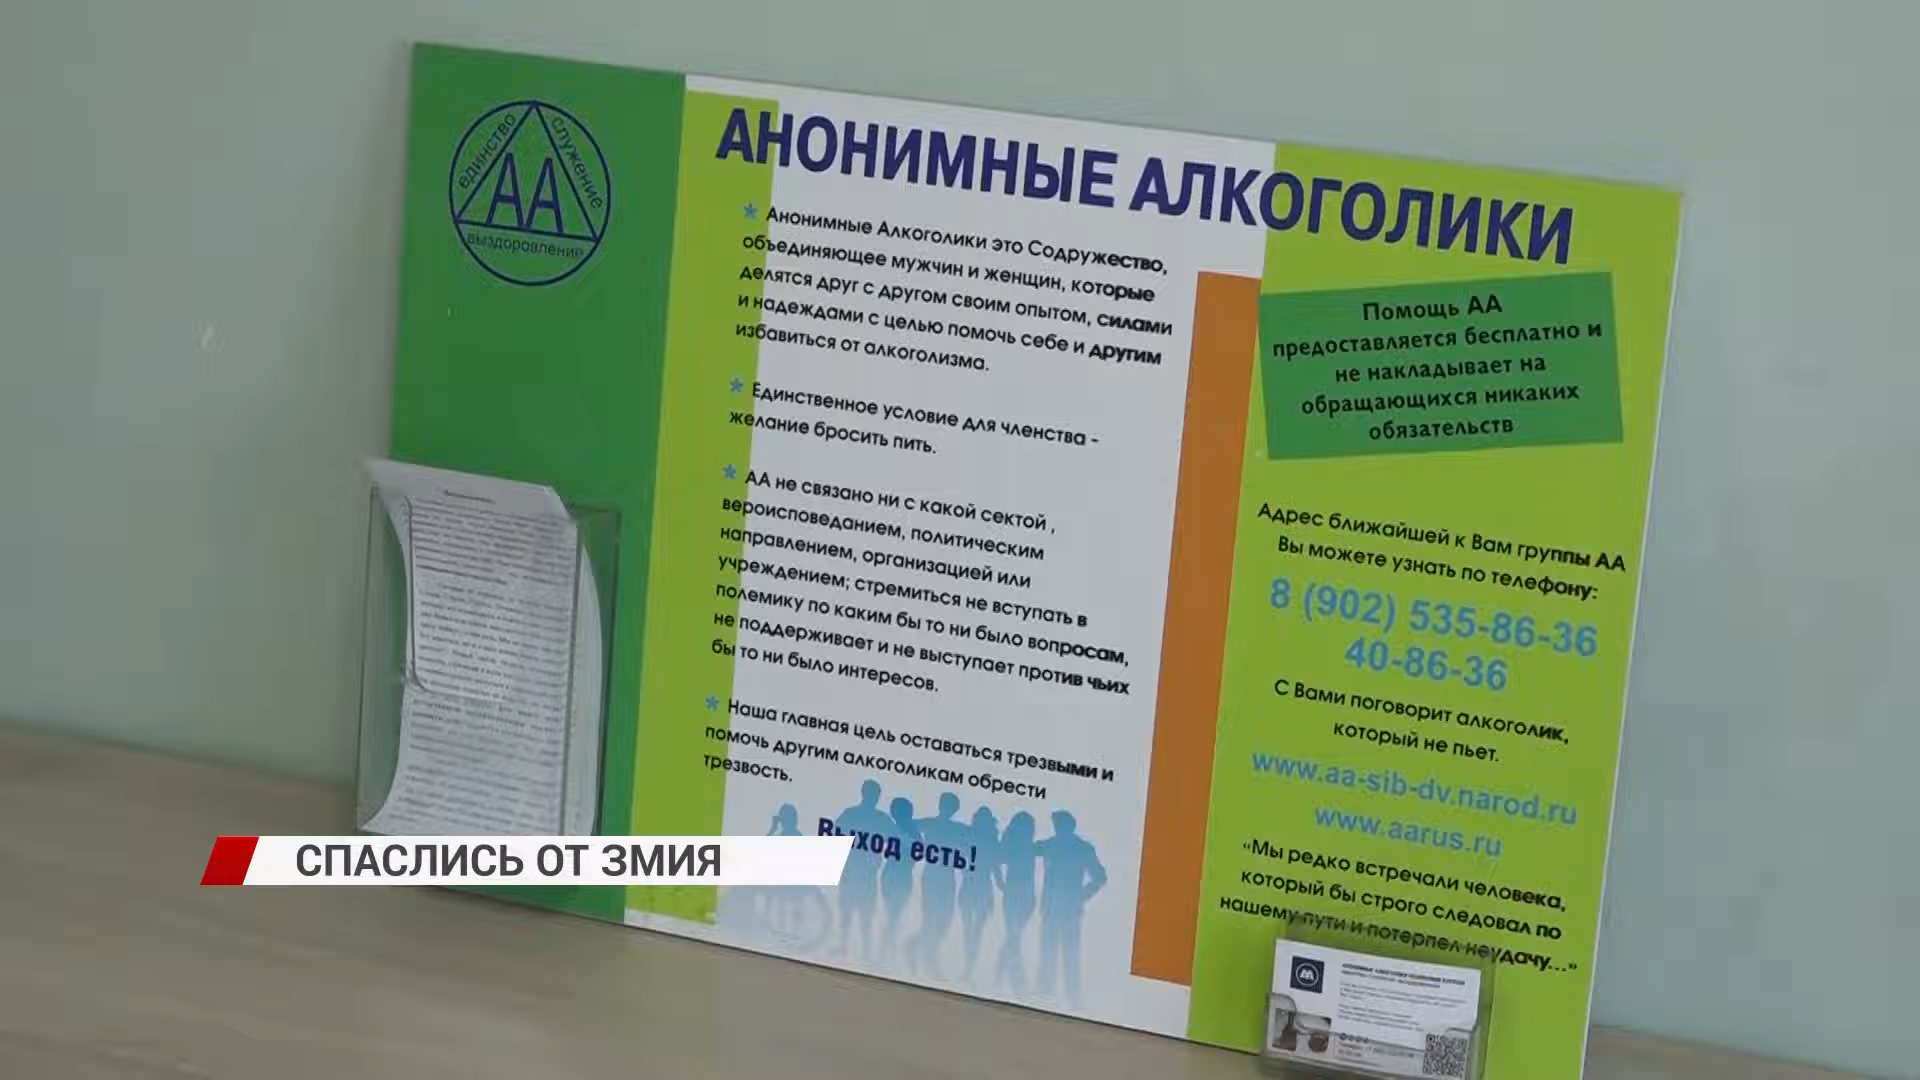 единство
служение
АА
выздоровление
АНОНИМНЫЕ АЛКОГОЛИКИ
* Анонимные Алкоголики это Содружество,
объединяющее мужчин и женщин, которые
делятся друг с другом своим опытом, силами
и надеждами с целью помочь себе и другим
избавиться от алкоголизма.
* Единственное условие для членства -
желание бросить пить.
* АА не связано ни с какой сектой ,
вероисповеданием, политическим
направлением, организацией или
учреждением; стремиться не вступать в
полемику по каким бы то ни было вопросам,
не поддерживает и не выступает против чьих
бы то ни было интересов.
* Наша главная цель оставаться трезвыми и
помочь другим алкоголикам обрести
трезвость.
Выход есть!
Помощь АА
предоставляется бесплатно и
не накладывает на
обращающихся никаких
обязательств
Адрес ближайшей к Вам группы АА
Вы можете узнать по телефону:
8 (902) 535-86-36
40-86-36
С Вами поговорит алкоголик,
который не пьет.
www.aa-sib-dv.narod.ru
www.aarus.ru
«Мы редко встречали человека,
который бы строго следовал по
нашему пути и потерпел неудачу...»
СПАСЛИСЬ ОТ ЗМИЯ